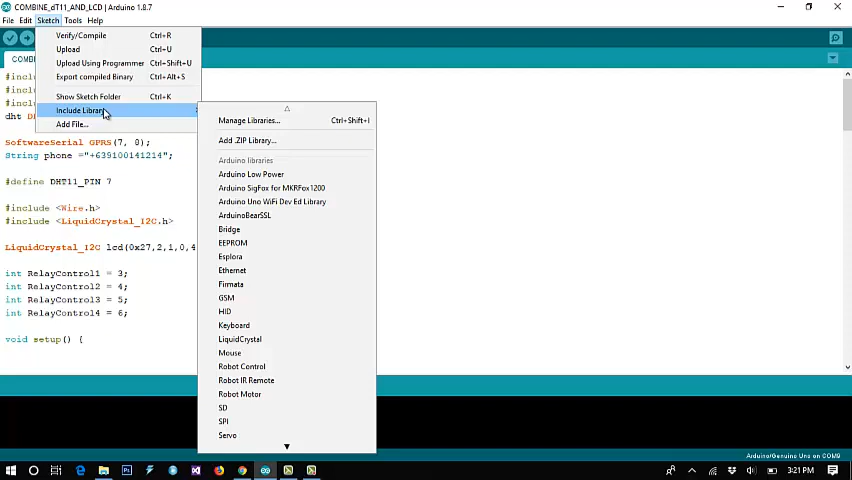 COMBINE_dT11_AND_LCD | Arduino 1.8.7
File Edit Sketch Tools Help
Verify/Compile Ctrl+R
Upload Ctrl+U
Upload Using Programmer Ctrl+Shift+U
Export compiled Binary Ctrl+Alt+S
Show Sketch Folder Ctrl+K
Include Library
Add File...
Manage Libraries... Ctrl+Shift+I
Add .ZIP Library...
Arduino libraries
Arduino Low Power
Arduino SigFox for MKRFox1200
Arduino Uno WiFi Dev Ed Library
ArduinoBearSSL
Bridge
EEPROM
Esplora
Ethernet
Firmata
GSM
HID
Keyboard
LiquidCrystal
Mouse
Robot Control
Robot IR Remote
Robot Motor
SD
SPI
Servo
COMBI
#inclu
#inclu
#inclu
dht D
SoftwareSerial GPRS(7, 8);
String phone ="+639100141214";
#define DHT11_PIN 7
#include <Wire.h>
#include <LiquidCrystal_I2C.h>
LiquidCrystal_I2C lcd(0x27,2,1,0,4
int RelayControl1 = 3;
int RelayControl2 = 4;
int RelayControl3 = 5;
int RelayControl4 = 6;
void setup() {
Arduino/Genuino Uno on COM9
3:21 PM